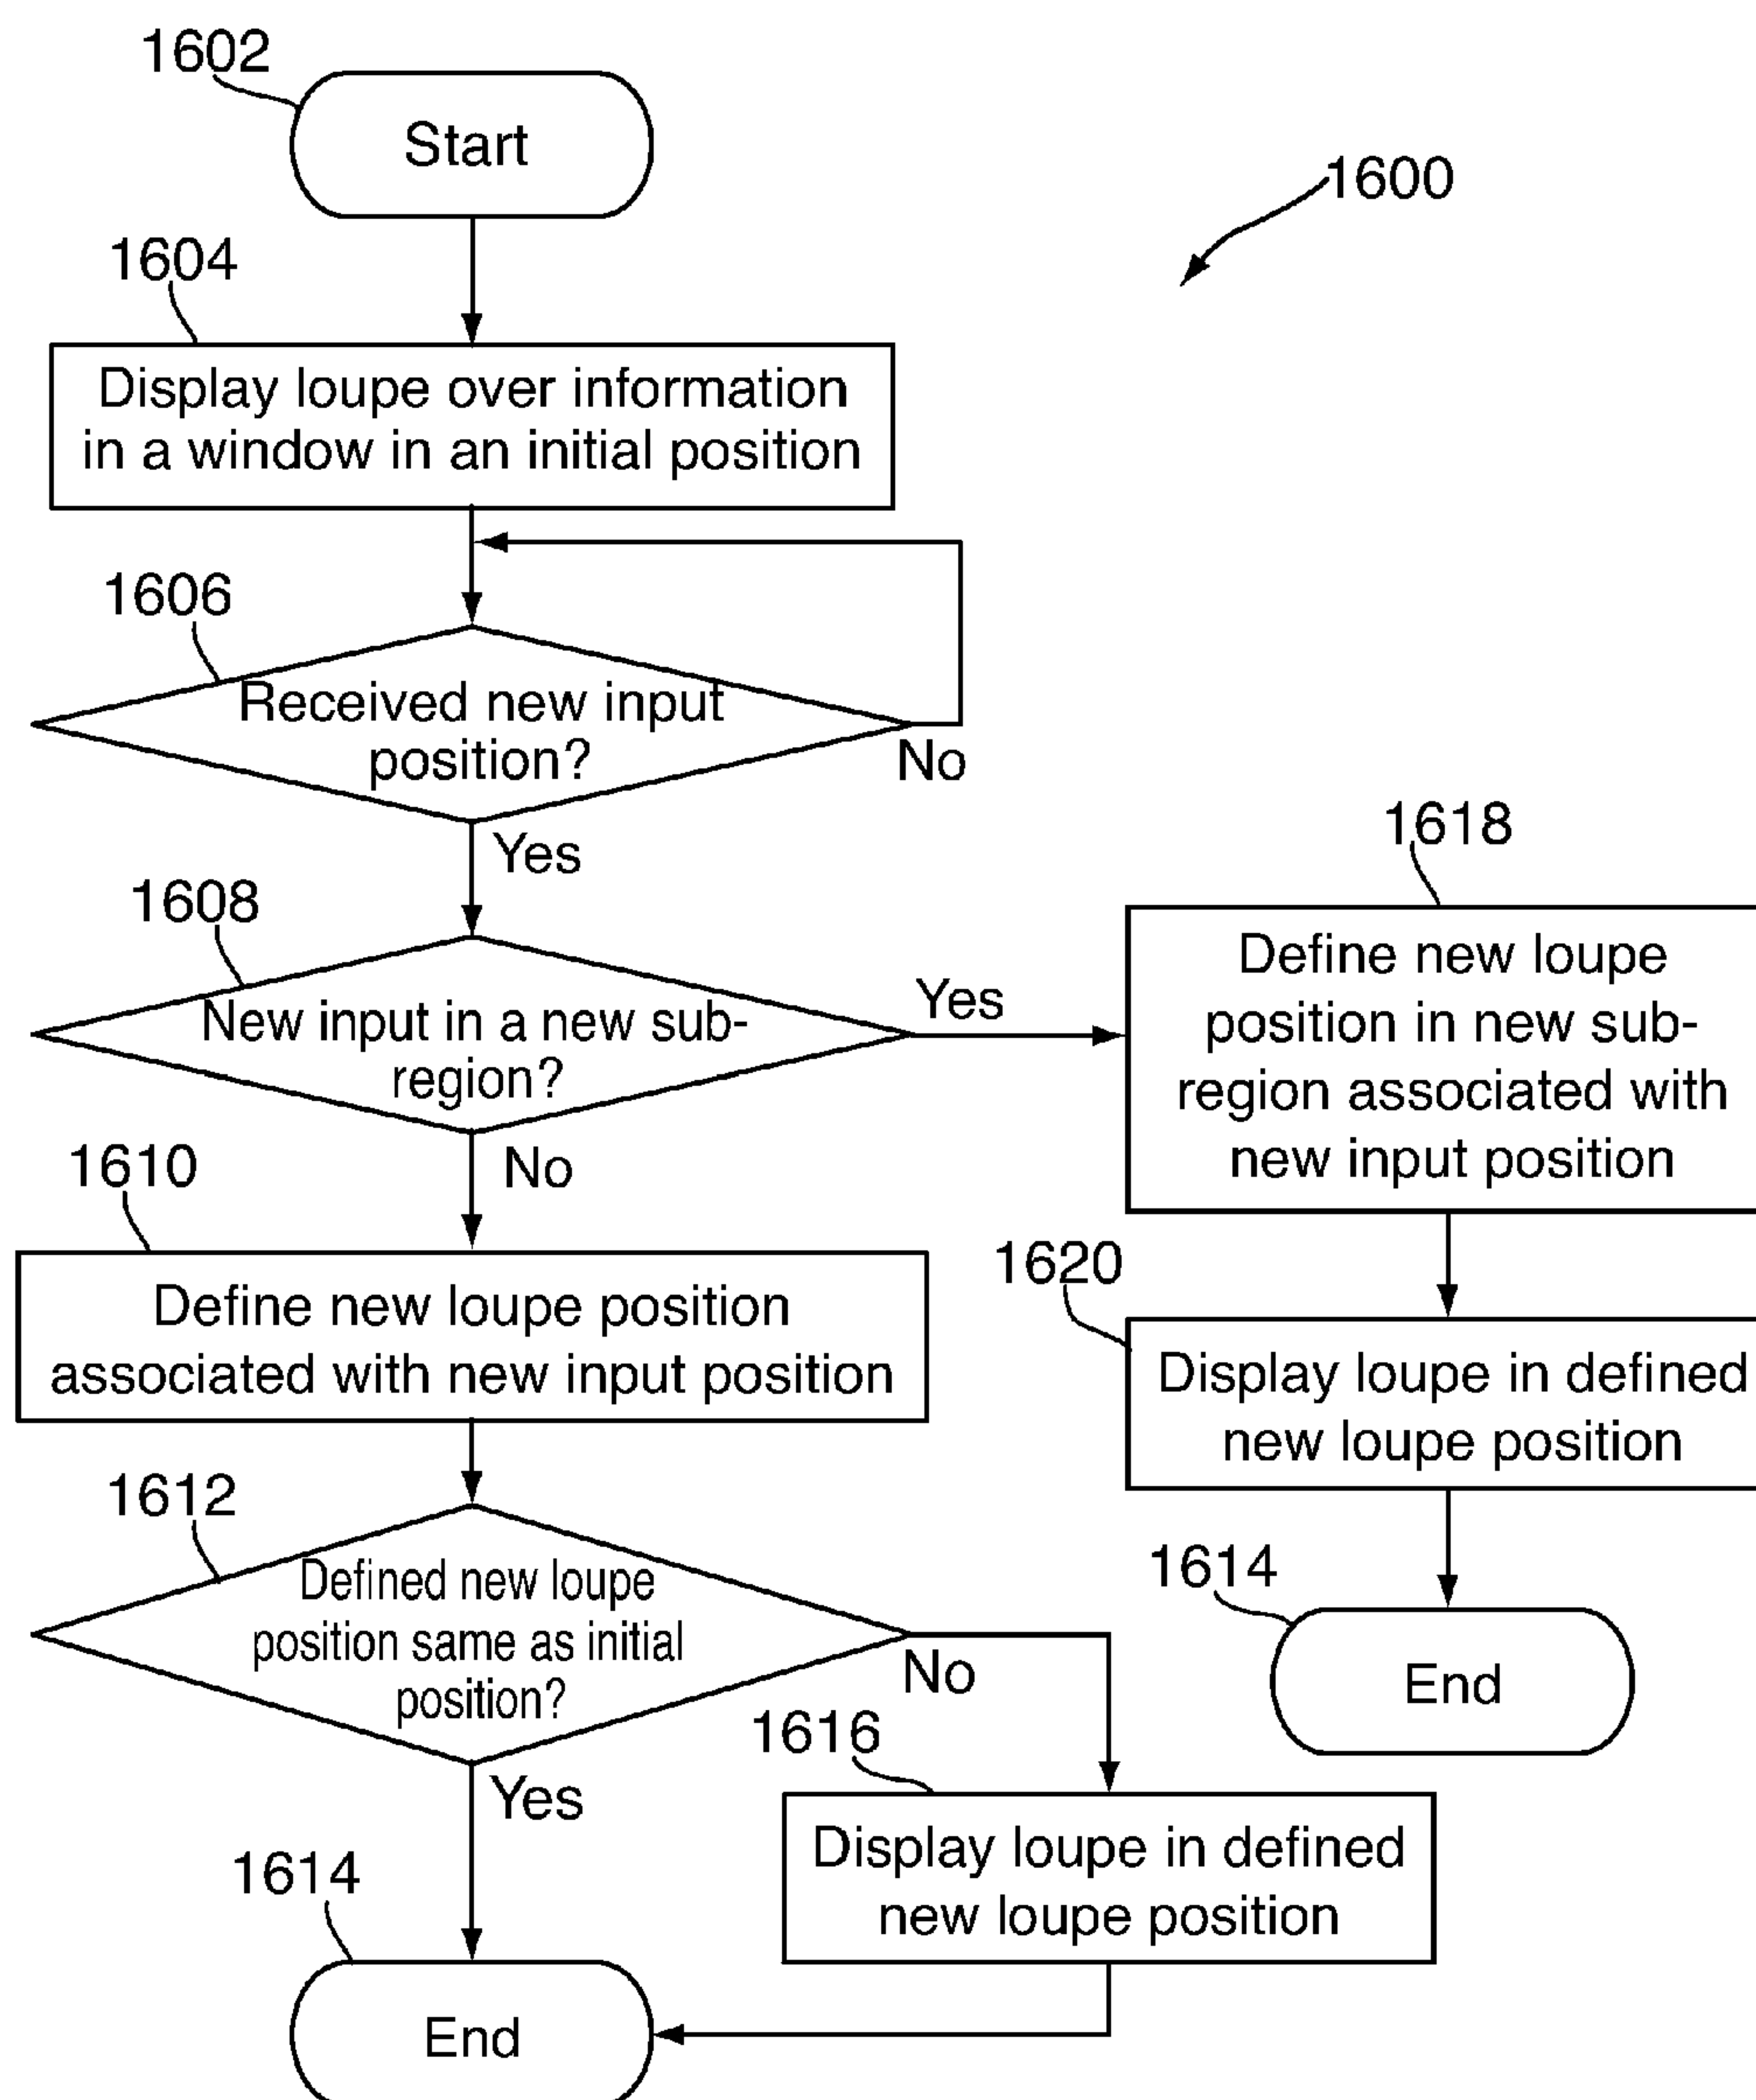 1602
Start
1600
1604
Display loupe over information
in a window in an initial position
1606
Received new input
position?
No
Yes
1608
New input in a new sub-
region?
Yes
No
1618
Define new loupe
position in new sub-
region associated with
new input position
1610
Define new loupe position
associated with new input position
1620
Display loupe in defined
new loupe position
1612
Defined new loupe
position same as initial
position?
No
Yes
1614
End
1616
Display loupe in defined
new loupe position
1614
End